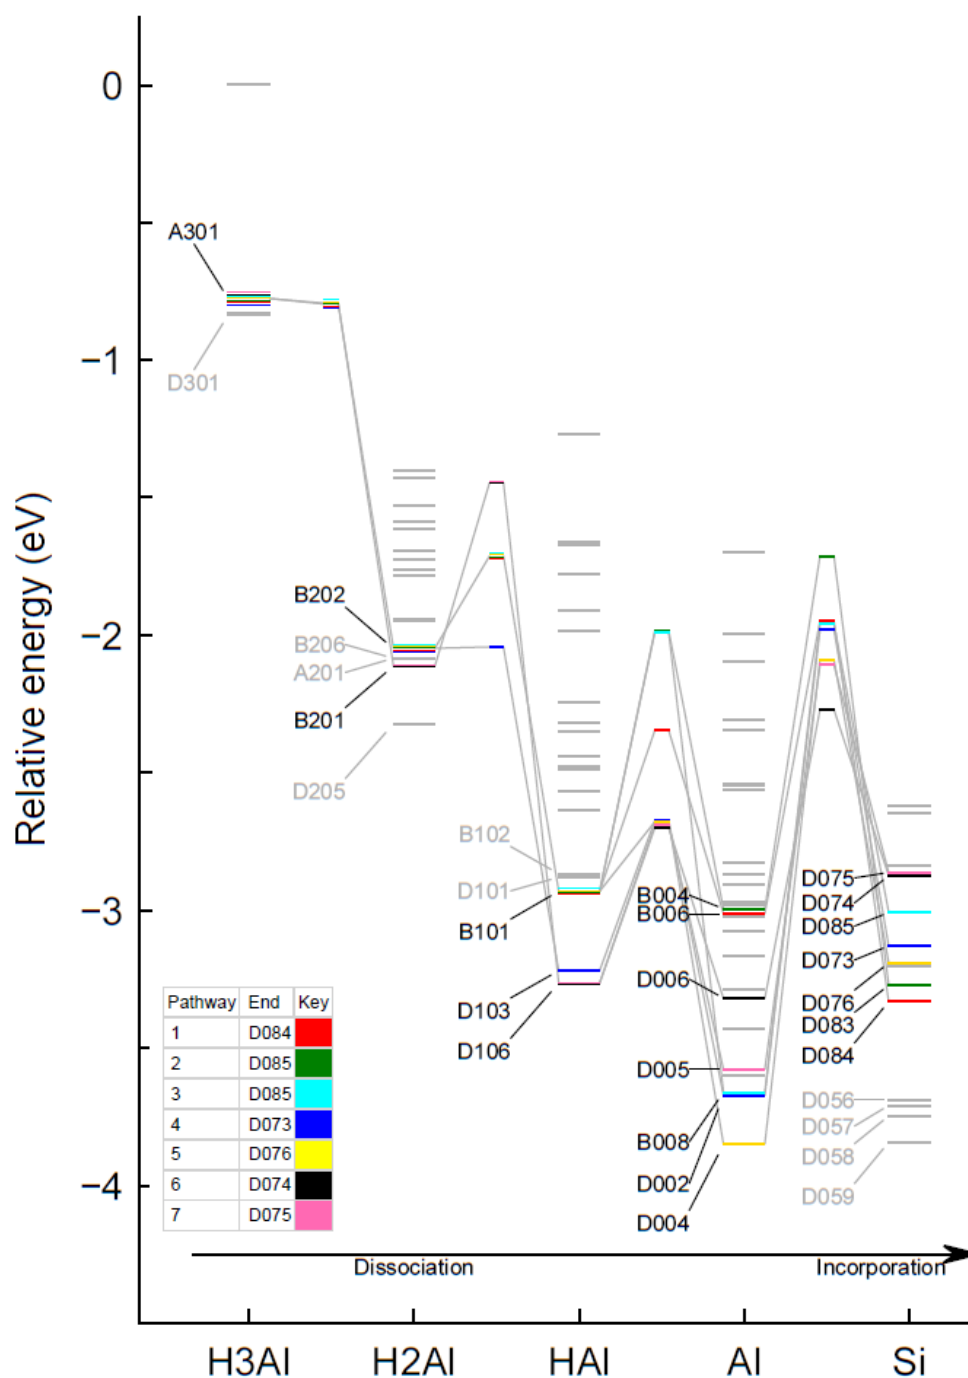 0
A301
−1
D301
Relative energy (eV)
B202
−2
B206
A201
B201
D205
B102
D101
B101
−3
D103
D106
B004
B006
D006
D005
B008
D002
D004
D075
D074
D085
D073
D076
D083
D084
D056
D057
D058
D059
Pathway End Key
1 D084
2 D085
3 D085
4 D073
5 D076
6 D074
7 D075
−4
Dissociation Incorporation
H3Al H2Al HAl Al Si